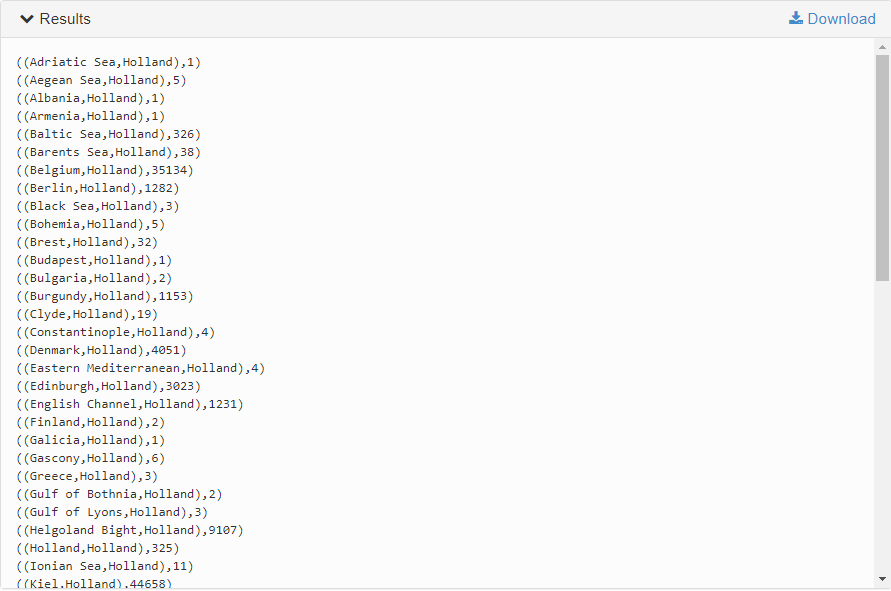 Results
Download
((Adriatic Sea,Holland),1)
((Aegean Sea,Holland),5)
((Albania,Holland),1)
((Armenia,Holland),1)
((Baltic Sea,Holland),326)
((Barents Sea,Holland),38)
((Belgium,Holland),35134)
((Berlin,Holland),1282)
((Black Sea,Holland),3)
((Bohemia,Holland),5)
((Brest,Holland),32)
((Budapest,Holland),1)
((Bulgaria,Holland),2)
((Burgundy,Holland),1153)
((Clyde,Holland),19)
((Constantinople,Holland),4)
((Denmark,Holland),4051)
((Eastern Mediterranean,Holland),4)
((Edinburgh,Holland),3023)
((English Channel,Holland),1231)
((Finland,Holland),2)
((Galicia,Holland),1)
((Gascony,Holland),6)
((Greece,Holland),3)
((Gulf of Bothnia,Holland),2)
((Gulf of Lyons,Holland),3)
((Helgoland Bight,Holland),9107)
((Holland,Holland),325)
((Ionian Sea,Holland),11)
((Kiel,Holland),44658)